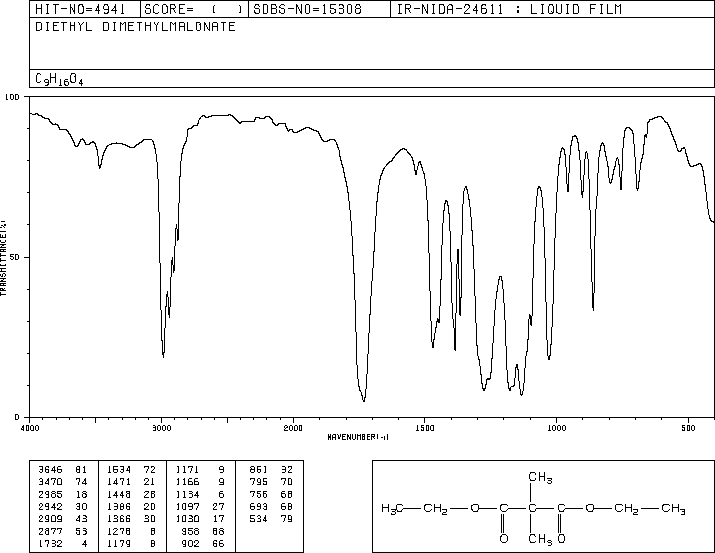 HIT-NO=4941 SCORE= ( ) SDBS-NO=15308 IR-NIDA-24611 : LIQUID FILM
DIETHYL DIMETHYLMALONATE
C9H16O4
100
50
0
TRANSMITTANCE(%)
4000 3000 2000 1500 1000 500
WAVENUMBER(-1)
3646 81 1534 72 1171 9 861 32
3470 74 1471 21 1166 9 795 70
2985 18 1448 28 1134 6 756 68
2942 30 1386 20 1097 27 693 68
2909 43 1366 30 1030 17 534 79
2877 53 1278 8 958 68
1732 4 1179 8 902 66
CH3
H3C CH2 O O CH2 CH3
O CH3 O